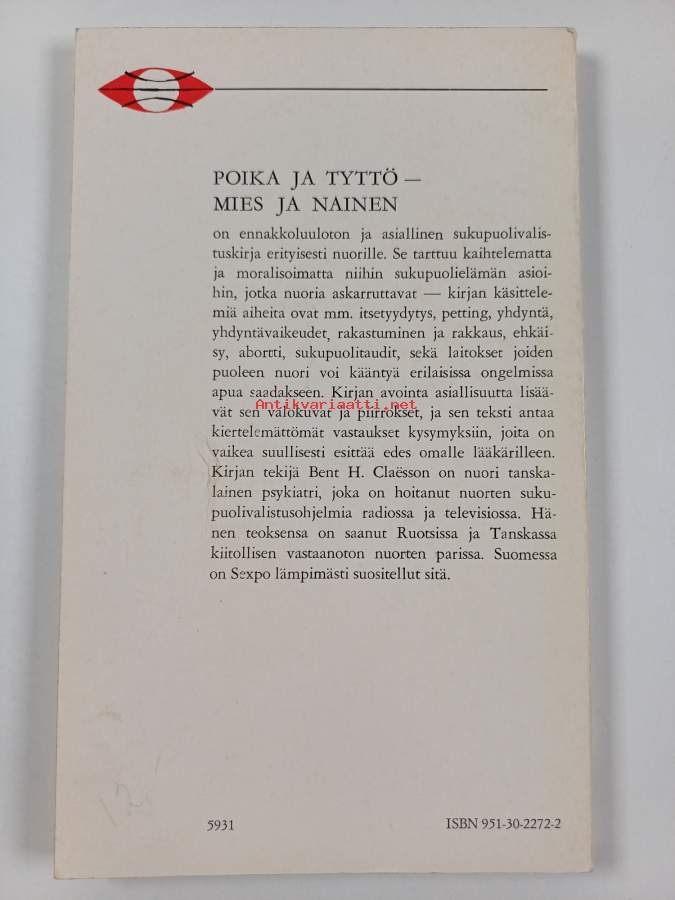 POIKA JA TYTTÖ —
MIES JA NAINEN
on ennakkoluuloton ja asiallinen sukupuolivalis-
tuskirja erityisesti nuorille. Se tarttuu kaihtelematta
ja moralisoimatta niihin sukupuolielämän asioi-
hin, jotka nuoria askarruttavat — kirjan käsittele-
miä aiheita ovat mm. itsetyydytys, petting, yhdyntä,
yhdyntävaikeudet, rakastuminen ja rakkaus, ehkäi-
sy, abortti, sukupuolitaudit, sekä laitokset joiden
puoleen nuori voi kääntyä erilaisissa ongelmissa
apua saadakseen. Kirjan avointa asiallisuutta lisää-
Antikvariaatti.net
vät sen valokuvat ja piirrokset, ja sen teksti antaa
kiertelemättömät vastaukset kysymyksiin, joita on
vaikea suullisesti esittää edes omalle lääkärilleen.
Kirjan tekijä Bent H. Claësson on nuori tanska-
lainen psykiatri, joka on hoitanut nuorten suku-
puolivalistusohjelmia radiossa ja televisiossa. Hä-
nen teoksensa on saanut Ruotsissa ja Tanskassa
kiitollisen vastaanoton nuorten parissa. Suomessa
on Sexpo lämpimästi suositellut sitä.
5931
ISBN 951-30-2272-2